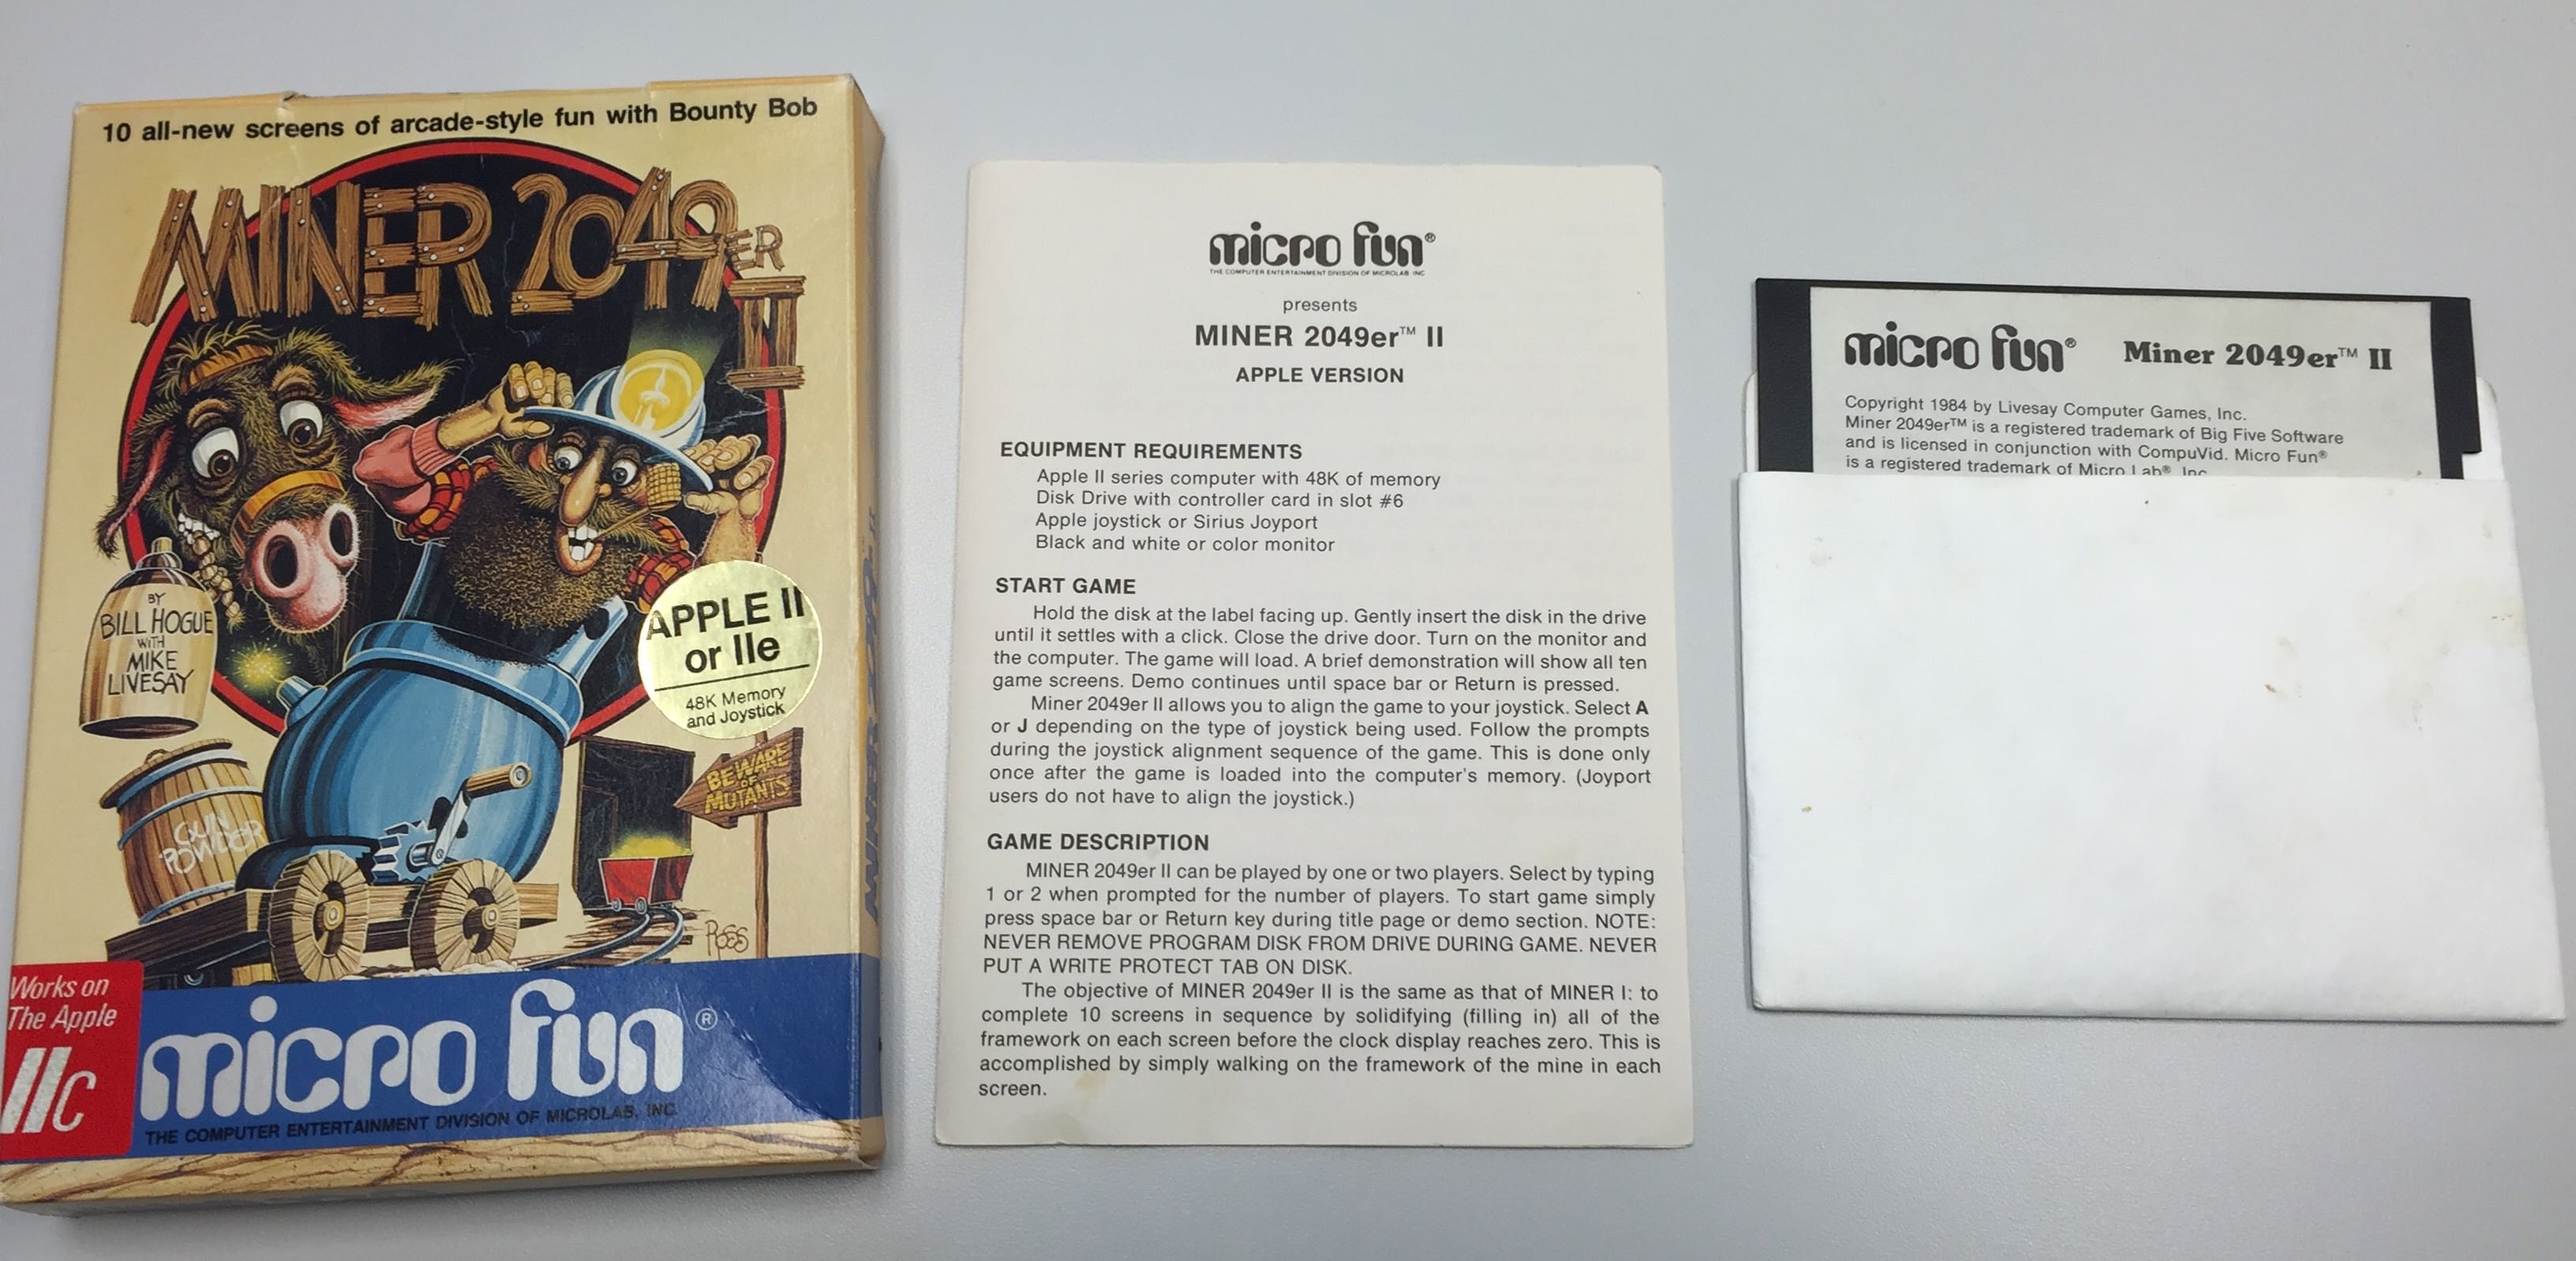 10 all-new screens of arcade-style fun with Bounty Bob
MINER 2049ER
II
BY
BILL HOGUE
WITH
MIKE
LIVESAY
APPLE II
or IIe
48K Memory
and Joystick
BEWARE
OF
MUTANTS
GUN
POWDER
ROSS
Works on
The Apple
IIc
micro fun®
THE COMPUTER ENTERTAINMENT DIVISION OF MICROLAB, INC.
micro fun®
THE COMPUTER ENTERTAINMENT DIVISION OF MICROLAB INC
presents
MINER 2049er™ II
APPLE VERSION
EQUIPMENT REQUIREMENTS
Apple II series computer with 48K of memory
Disk Drive with controller card in slot #6
Apple joystick or Sirius Joyport
Black and white or color monitor
START GAME
Hold the disk at the label facing up. Gently insert the disk in the drive
until it settles with a click. Close the drive door. Turn on the monitor and
the computer. The game will load. A brief demonstration will show all ten
game screens. Demo continues until space bar or Return is pressed.
Miner 2049er II allows you to align the game to your joystick. Select A
or J depending on the type of joystick being used. Follow the prompts
during the joystick alignment sequence of the game. This is done only
once after the game is loaded into the computer's memory. (Joyport
users do not have to align the joystick.)
GAME DESCRIPTION
MINER 2049er II can be played by one or two players. Select by typing
1 or 2 when prompted for the number of players. To start game simply
press space bar or Return key during title page or demo section. NOTE:
NEVER REMOVE PROGRAM DISK FROM DRIVE DURING GAME. NEVER
PUT A WRITE PROTECT TAB ON DISK.
The objective of MINER 2049er II is the same as that of MINER I: to
complete 10 screens in sequence by solidifying (filling in) all of the
framework on each screen before the clock display reaches zero. This is
accomplished by simply walking on the framework of the mine in each
screen.
micro fun® Miner 2049er™ II
Copyright 1984 by Livesay Computer Games, Inc.
Miner 2049er™ is a registered trademark of Big Five Software
and is licensed in conjunction with CompuVid. Micro Fun®
is a registered trademark of Micro Lab®, Inc.